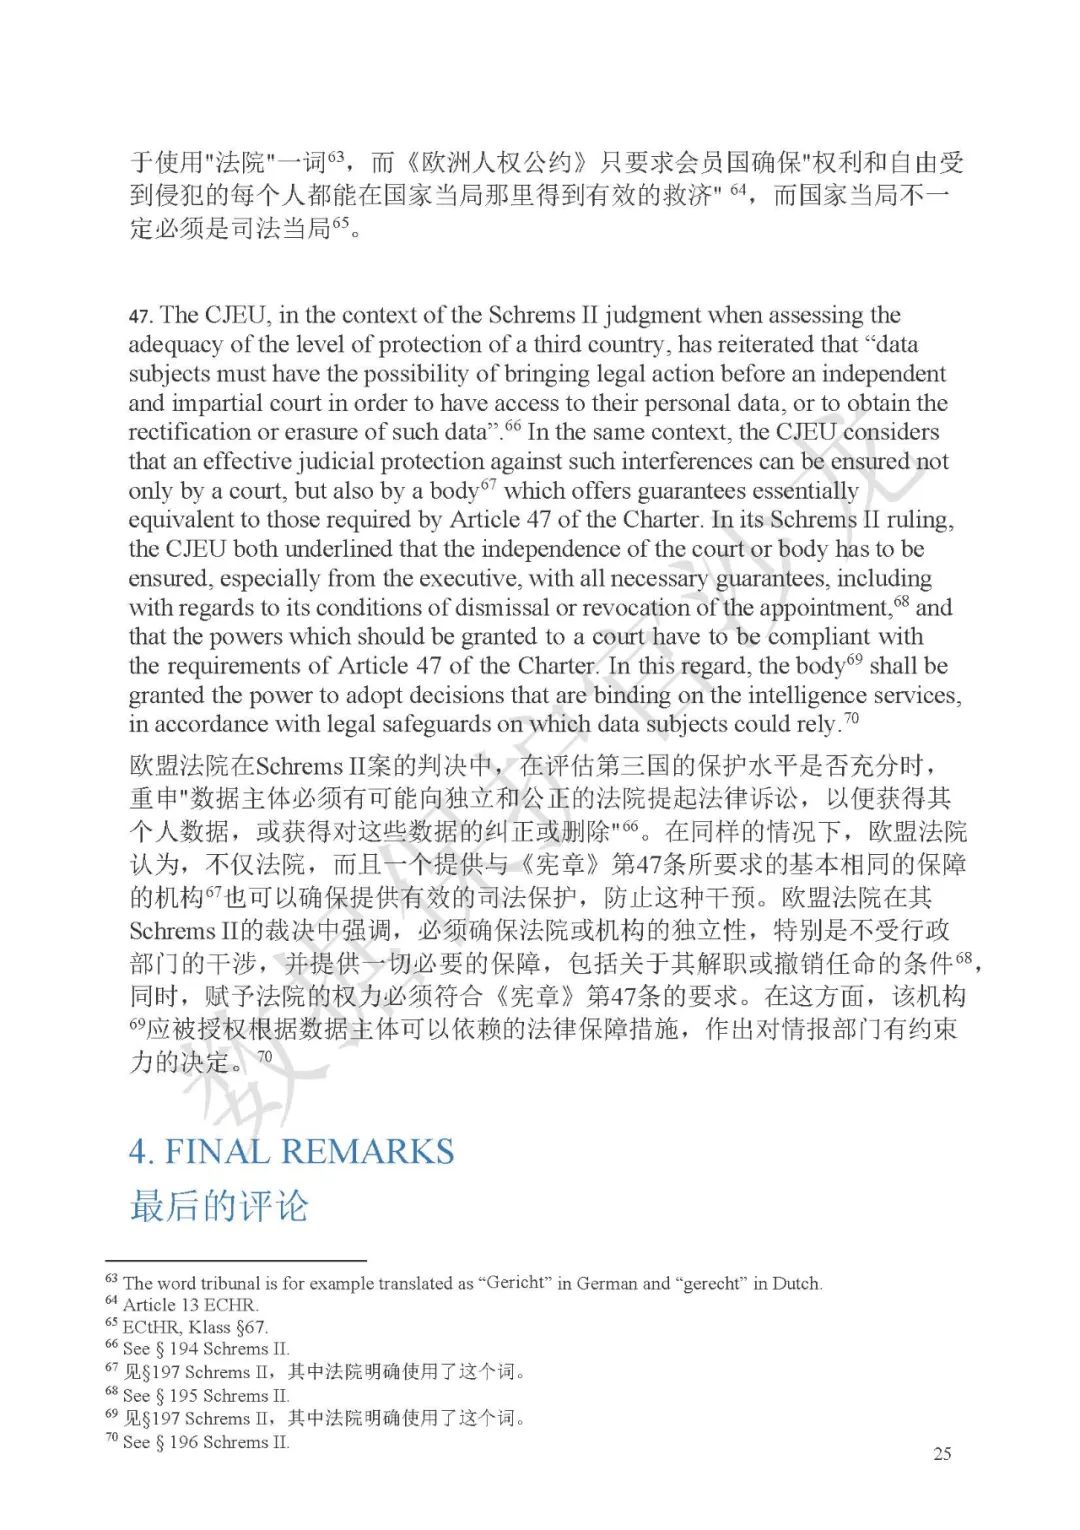 于使用"法院"一词63，而《欧洲人权公约》只要求会员国确保"权利和自由受
到侵犯的每个人都能在国家当局那里得到有效的救济" 64，而国家当局不一
定必须是司法当局65。
47. The CJEU, in the context of the Schrems II judgment when assessing the
adequacy of the level of protection of a third country, has reiterated that “data
subjects must have the possibility of bringing legal action before an independent
and impartial court in order to have access to their personal data, or to obtain the
rectification or erasure of such data”.66 In the same context, the CJEU considers
that an effective judicial protection against such interferences can be ensured not
only by a court, but also by a body67 which offers guarantees essentially
equivalent to those required by Article 47 of the Charter. In its Schrems II ruling,
the CJEU both underlined that the independence of the court or body has to be
ensured, especially from the executive, with all necessary guarantees, including
with regards to its conditions of dismissal or revocation of the appointment,68 and
that the powers which should be granted to a court have to be compliant with
the requirements of Article 47 of the Charter. In this regard, the body69 shall be
granted the power to adopt decisions that are binding on the intelligence services,
in accordance with legal safeguards on which data subjects could rely.70
欧盟法院在Schrems II案的判决中，在评估第三国的保护水平是否充分时，
重申"数据主体必须有可能向独立和公正的法院提起法律诉讼，以便获得其
个人数据，或获得对这些数据的纠正或删除"66。在同样的情况下，欧盟法院
认为，不仅法院，而且一个提供与《宪章》第47条所要求的基本相同的保障
的机构67也可以确保提供有效的司法保护，防止这种干预。欧盟法院在其
Schrems II的裁决中强调，必须确保法院或机构的独立性，特别是不受行政
部门的干涉，并提供一切必要的保障，包括关于其解职或撤销任命的条件68，
同时，赋予法院的权力必须符合《宪章》第47条的要求。在这方面，该机构
69应被授权根据数据主体可以依赖的法律保障措施，作出对情报部门有约束
力的决定。70
4. FINAL REMARKS
最后的评论
63 The word tribunal is for example translated as “Gericht” in German and “gerecht” in Dutch.
64 Article 13 ECHR.
65 ECtHR, Klass §67.
66 See § 194 Schrems II.
67 见§197 Schrems II，其中法院明确使用了这个词。
68 See § 195 Schrems II.
69 见§197 Schrems II，其中法院明确使用了这个词。
70 See § 196 Schrems II.
25
数据保护官沙龙